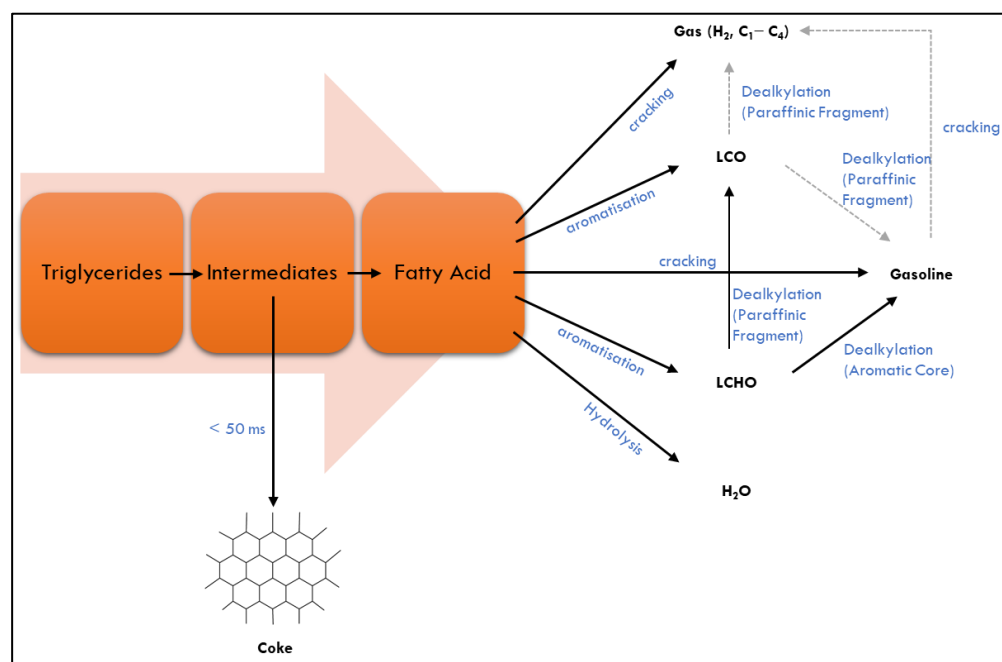 Gas (H₂, C₁– C₄)
cracking
Dealkylation
(Paraffinic Fragment)
cracking
LCO
Dealkylation
(Paraffinic
Fragment)
aromatisation
Triglycerides
Intermediates
Fatty Acid
cracking
Gasoline
Dealkylation
(Paraffinic
Fragment)
aromatisation
LCHO
Dealkylation
(Aromatic Core)
Hydrolysis
< 50 ms
H₂O
Coke